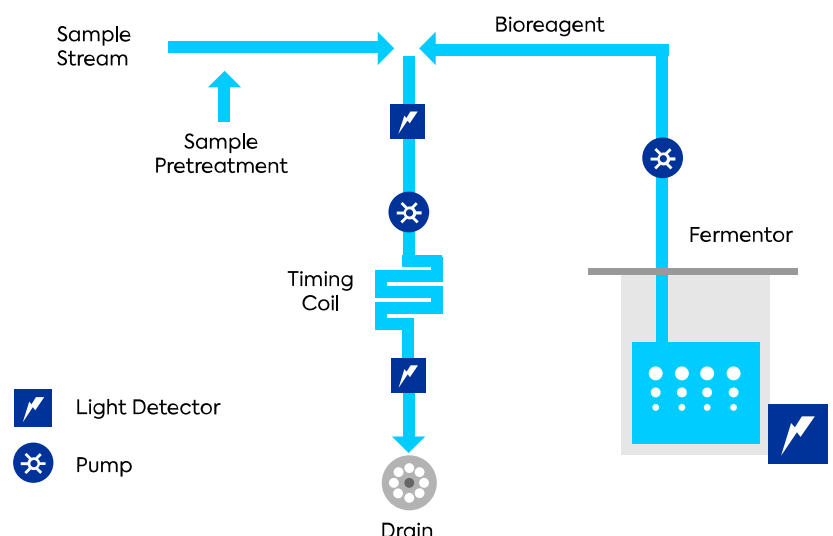 Sample
Stream
Bioreagent
Sample
Pretreatment
Fermentor
Timing
Coil
Light Detector
Pump
Drain